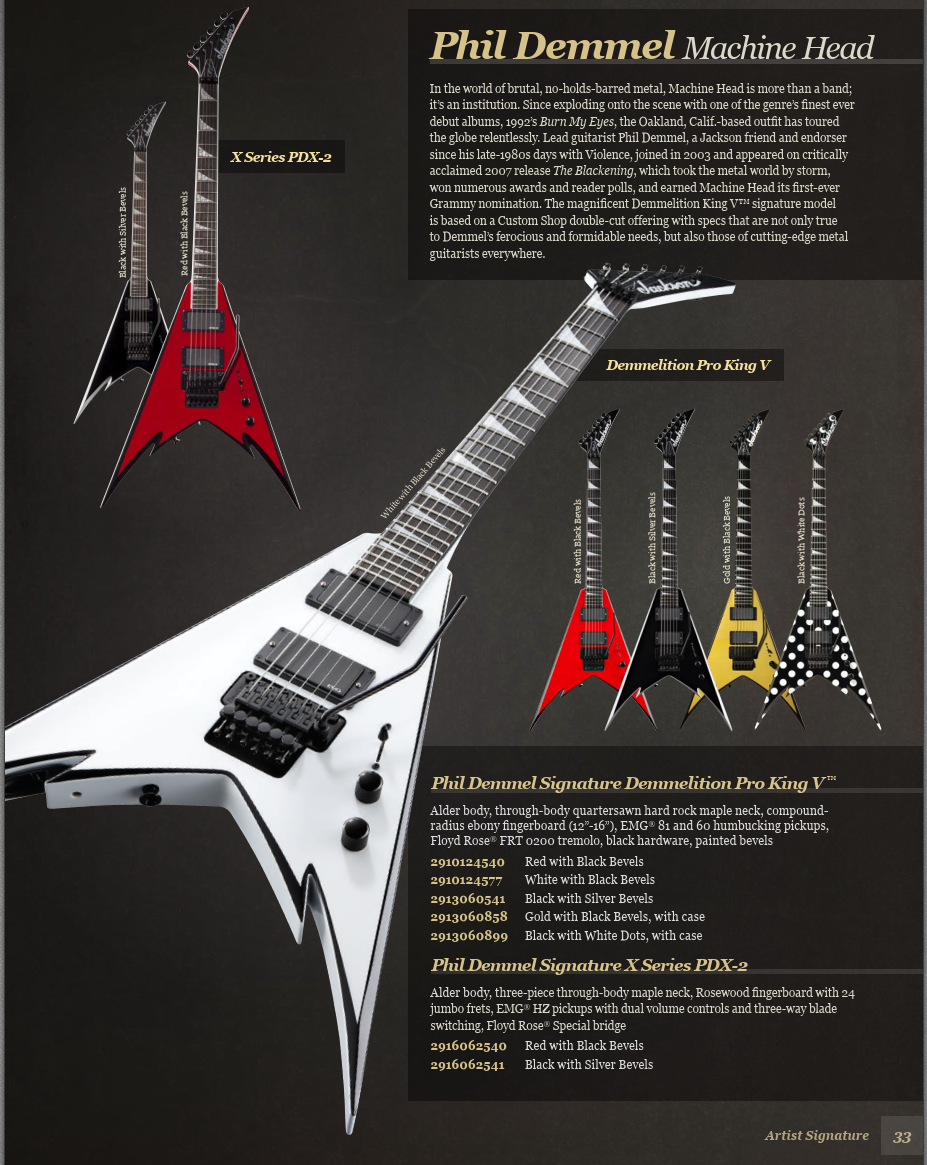 Phil Demmel Machine Head
In the world of brutal, no-holds-barred metal, Machine Head is more than a band;
it's an institution. Since exploding onto the scene with one of the genre's finest ever
debut albums, 1992's Burn My Eyes, the Oakland, Calif.-based outfit has toured
the globe relentlessly. Lead guitarist Phil Demmel, a Jackson friend and endorser
since his late-1980s days with Violence, joined in 2003 and appeared on critically
acclaimed 2007 release The Blackening, which took the metal world by storm,
won numerous awards and reader polls, and earned Machine Head its first-ever
Grammy nomination. The magnificent Demmelition King V™ signature model
is based on a Custom Shop double-cut offering with specs that are not only true
to Demmel's ferocious and formidable needs, but also those of cutting-edge metal
guitarists everywhere.
X Series PDX-2
Black with Silver Bevels
Red with Black Bevels
Jackson
Jackson
Jackson
Demmelition Pro King V
White with Black Bevels
Jackson
Jackson
Jackson
Jackson
Red with Black Bevels
Black with Silver Bevels
Gold with Black Bevels
Black with White Dots
Phil Demmel Signature Demmelition Pro King V™
Alder body, through-body quartersawn hard rock maple neck, compound-
radius ebony fingerboard (12”-16”), EMG® 81 and 60 humbucking pickups,
Floyd Rose® FRT 0200 tremolo, black hardware, painted bevels
2910124540 Red with Black Bevels
2910124577 White with Black Bevels
2913060541 Black with Silver Bevels
2913060858 Gold with Black Bevels, with case
2913060899 Black with White Dots, with case
Phil Demmel Signature X Series PDX-2
Alder body, three-piece through-body maple neck, Rosewood fingerboard with 24
jumbo frets, EMG® HZ pickups with dual volume controls and three-way blade
switching, Floyd Rose® Special bridge
2916062540 Red with Black Bevels
2916062541 Black with Silver Bevels
Artist Signature 33